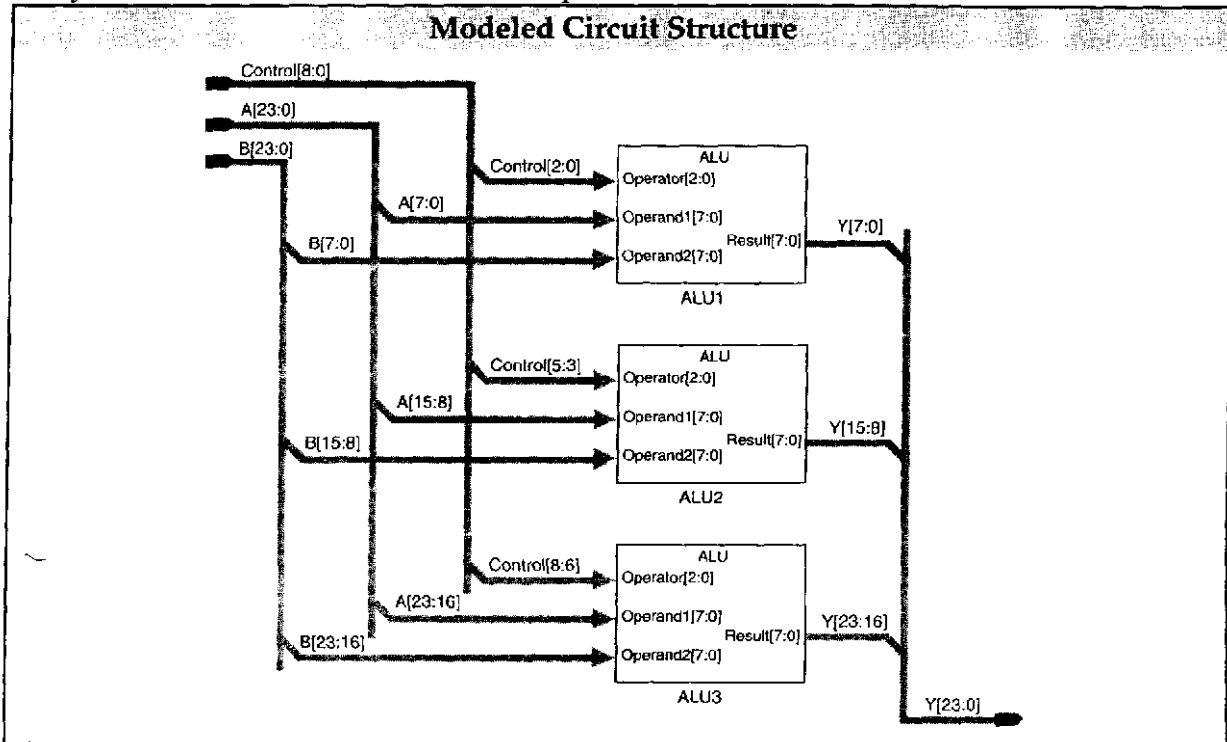 Modeled Circuit Structure
Control[8:0]
A[23:0]
B[23:0]
Control[2:0]
A[7:0]
B[7:0]
ALU
Operator[2:0]
Operand1[7:0]
Result[7:0]
Operand2[7:0]
ALU1
Y[7:0]
Control[5:3]
A[15:8]
B[15:8]
ALU
Operator[2:0]
Operand1[7:0]
Result[7:0]
Operand2[7:0]
ALU2
Y[15:8]
Control[8:6]
A[23:16]
B[23:16]
ALU
Operator[2:0]
Operand1[7:0]
Result[7:0]
Operand2[7:0]
ALU3
Y[23:16]
Y[23:0]